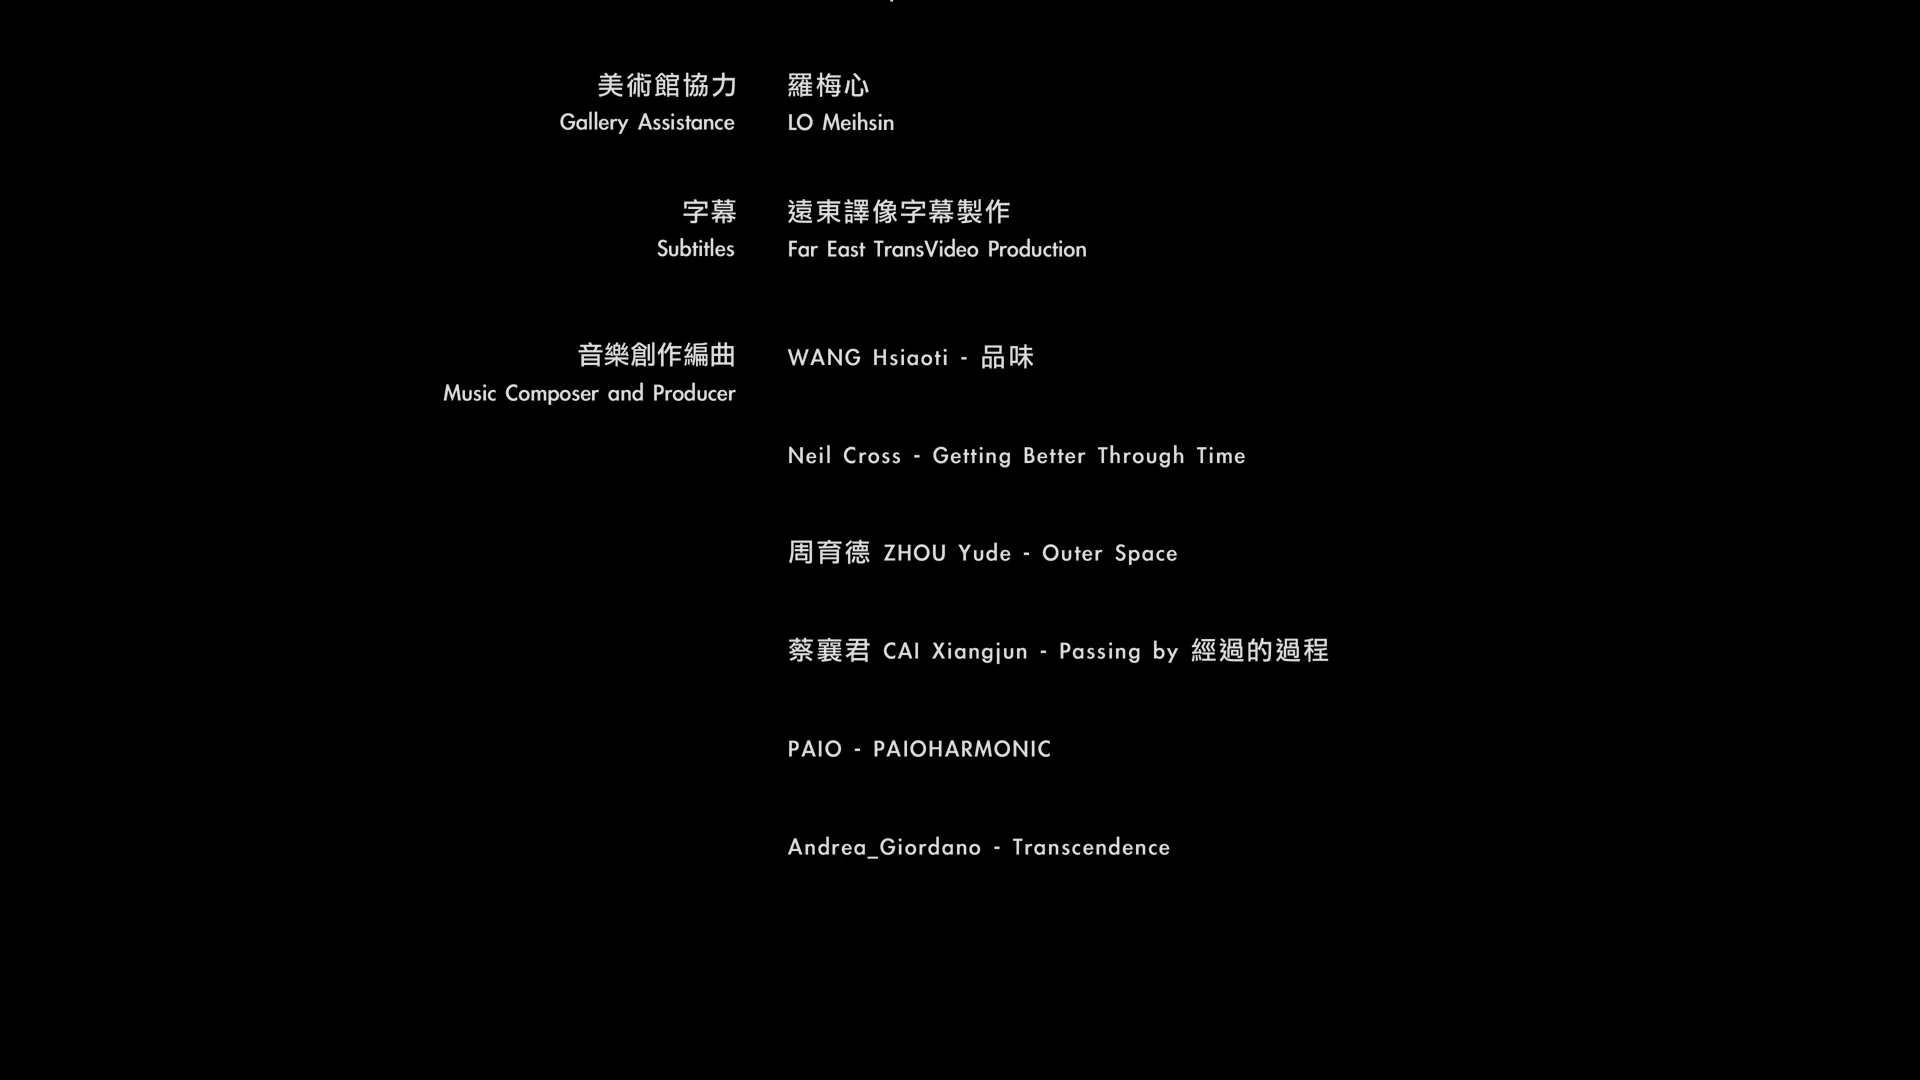 美術館協力 羅梅心
Gallery Assistance LO Meihsin
字幕 遠東譯像字幕製作
Subtitles Far East TransVideo Production
音樂創作編曲 WANG Hsiaoti - 品味
Music Composer and Producer
Neil Cross - Getting Better Through Time
周育德 ZHOU Yude - Outer Space
蔡襄君 CAI Xiangjun - Passing by 經過的過程
PAIO - PAIOHARMONIC
Andrea_Giordano - Transcendence